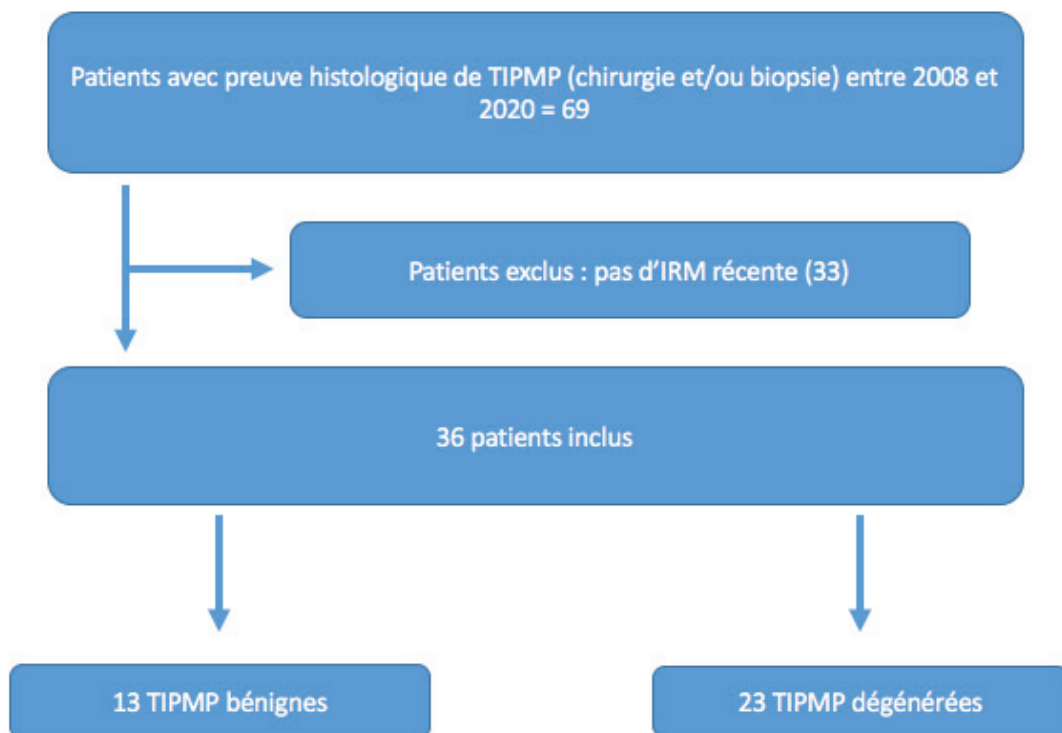 Patients avec preuve histologique de TIPMP (chirurgie et/ou biopsie) entre 2008 et
2020 = 69
Patients exclus : pas d’IRM récente (33)
36 patients inclus
13 TIPMP bénignes
23 TIPMP dégénérées